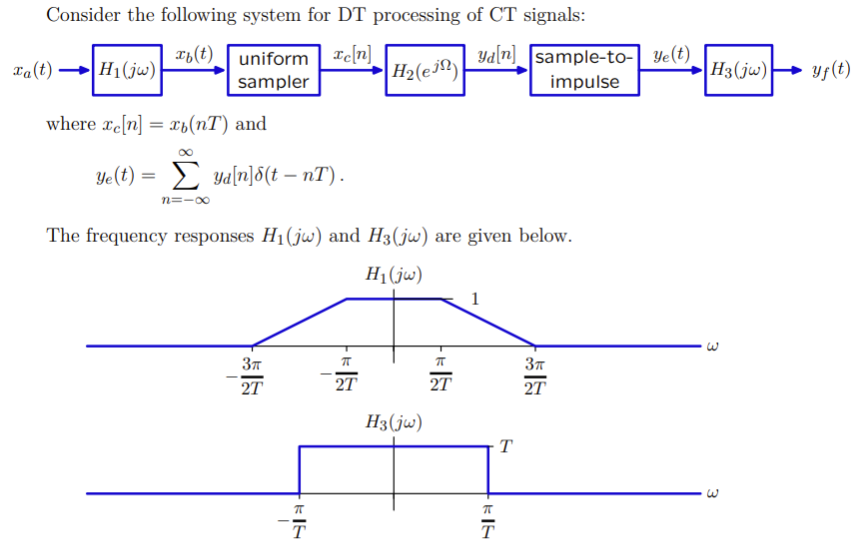 Consider the following system for DT processing of CT signals:
x_a(t) H_1(jω) x_b(t) uniform sampler x_c[n] H_2(e^{jΩ}) y_d[n] sample-to-impulse y_e(t) H_3(jω) y_f(t)
where x_c[n] = x_b(nT) and
y_e(t) = ∑_{n=−∞}^{∞} y_d[n]δ(t − nT) .
The frequency responses H_1(jω) and H_3(jω) are given below.
H_1(jω)
1
ω
−3π/2T −π/2T π/2T 3π/2T
H_3(jω)
T
ω
−π/T π/T